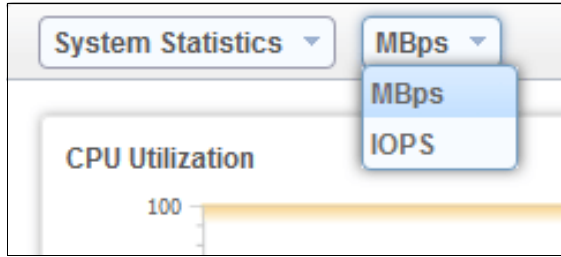 System Statistics MBps
MBps
IOPS
CPU Utilization
100